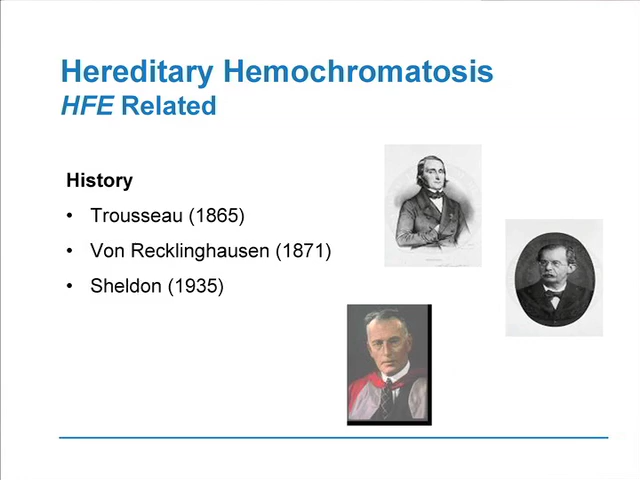 Hereditary Hemochromatosis
HFE Related
History
• Trousseau (1865)
• Von Recklinghausen (1871)
• Sheldon (1935)